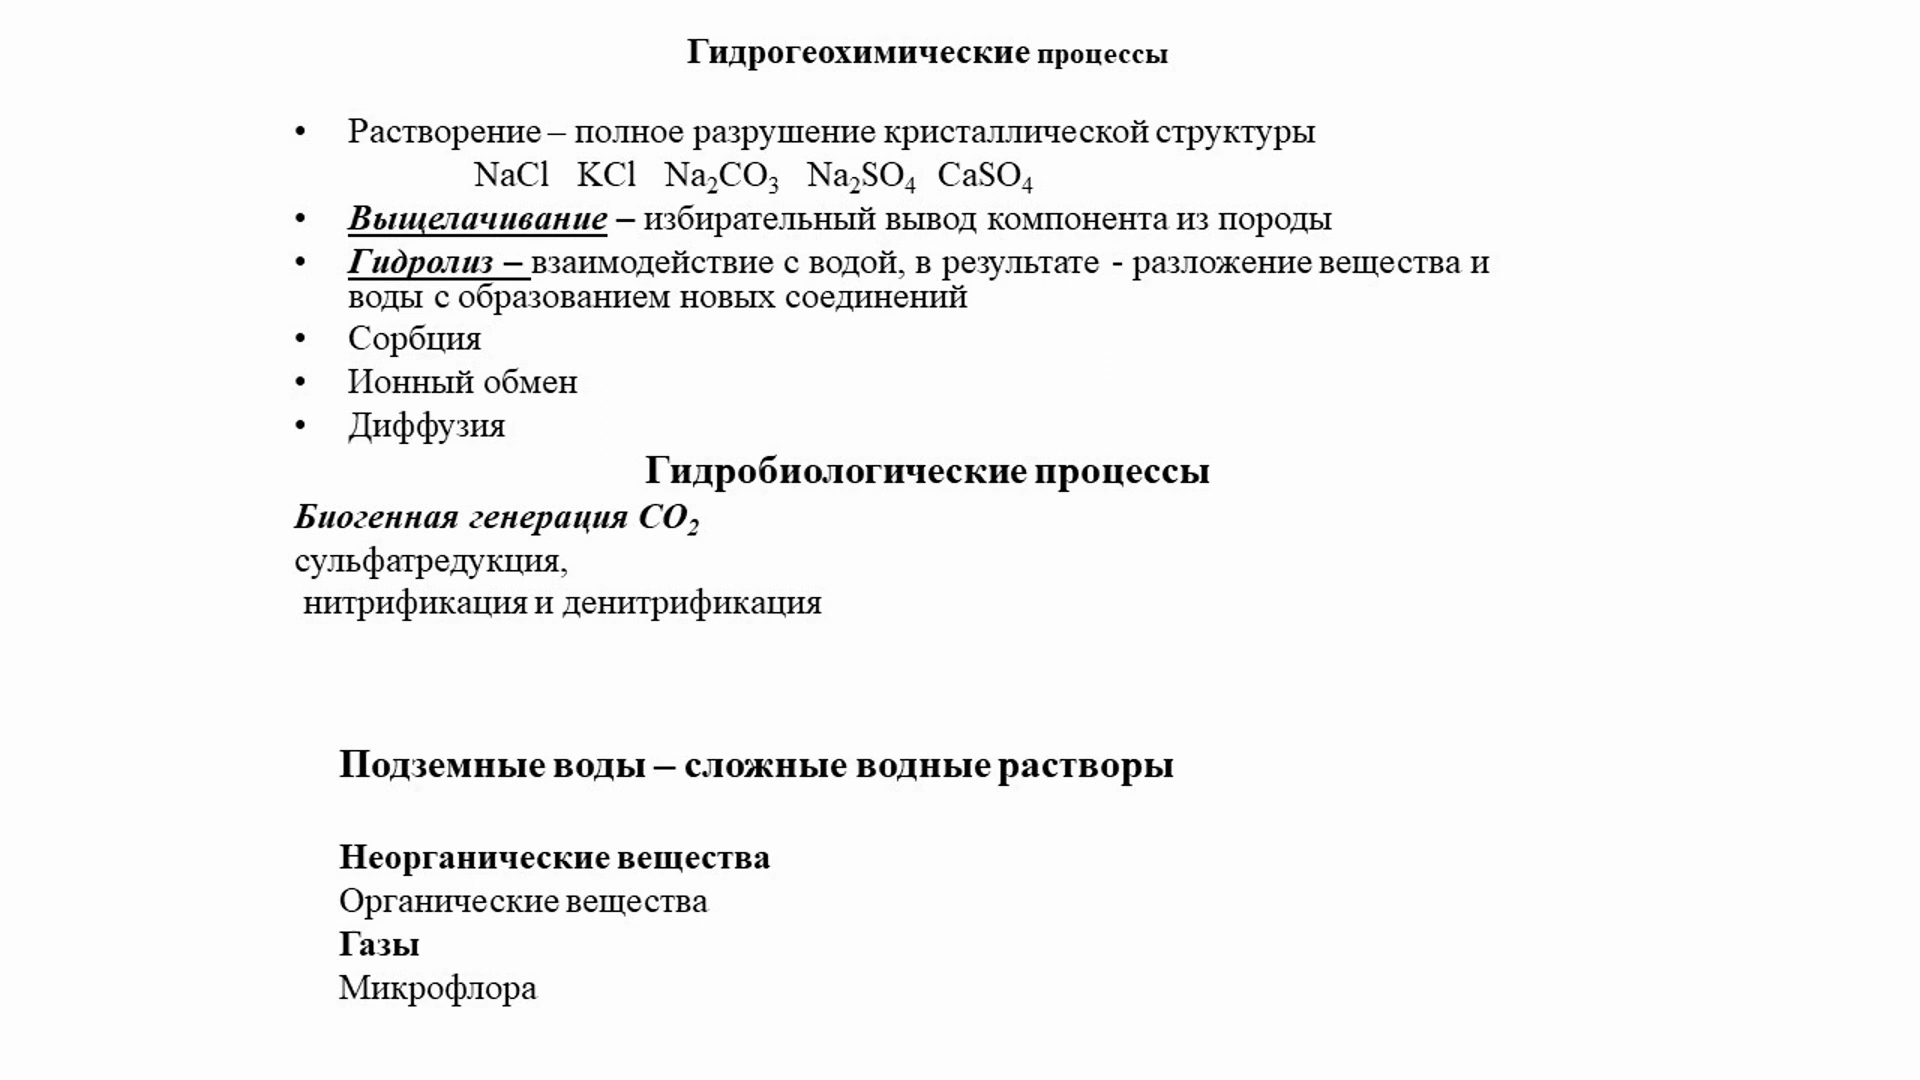 Гидрогеохимические процессы
• Растворение – полное разрушение кристаллической структуры
NaCl KCl Na₂CO₃ Na₂SO₄ CaSO₄
• Выщелачивание – избирательный вывод компонента из породы
• Гидролиз – взаимодействие с водой, в результате - разложение вещества и
воды с образованием новых соединений
• Сорбция
• Ионный обмен
• Диффузия
Гидробиологические процессы
Биогенная генерация CO₂
сульфатредукция,
нитрификация и денитрификация
Подземные воды – сложные водные растворы
Неорганические вещества
Органические вещества
Газы
Микрофлора